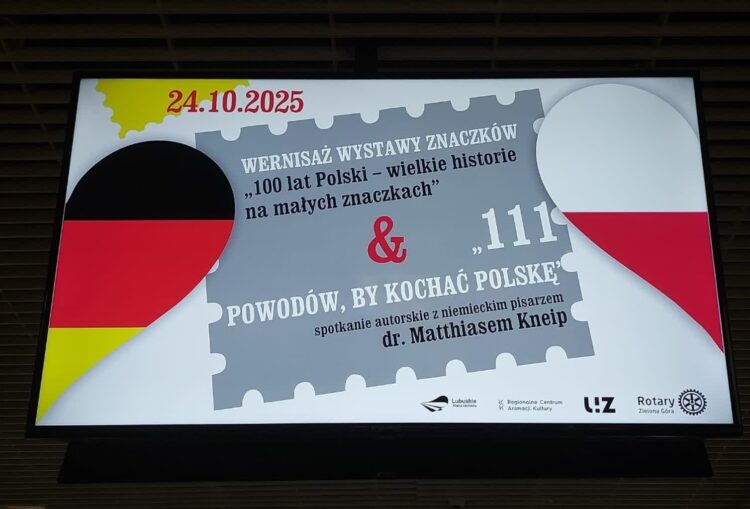 24.10.2025
WERNISAŻ WYSTAWY ZNACZKÓW
„100 lat Polski – wielkie historie
na małych znaczkach”
&
„111
POWODÓW, BY KOCHAĆ POLSKĘ”
spotkanie autorskie z niemieckim pisarzem
dr. Matthiasem Kneip
Lubuskie
Regionalne Centrum
Animacji Kultury
UZ
Rotary
Zielona Góra